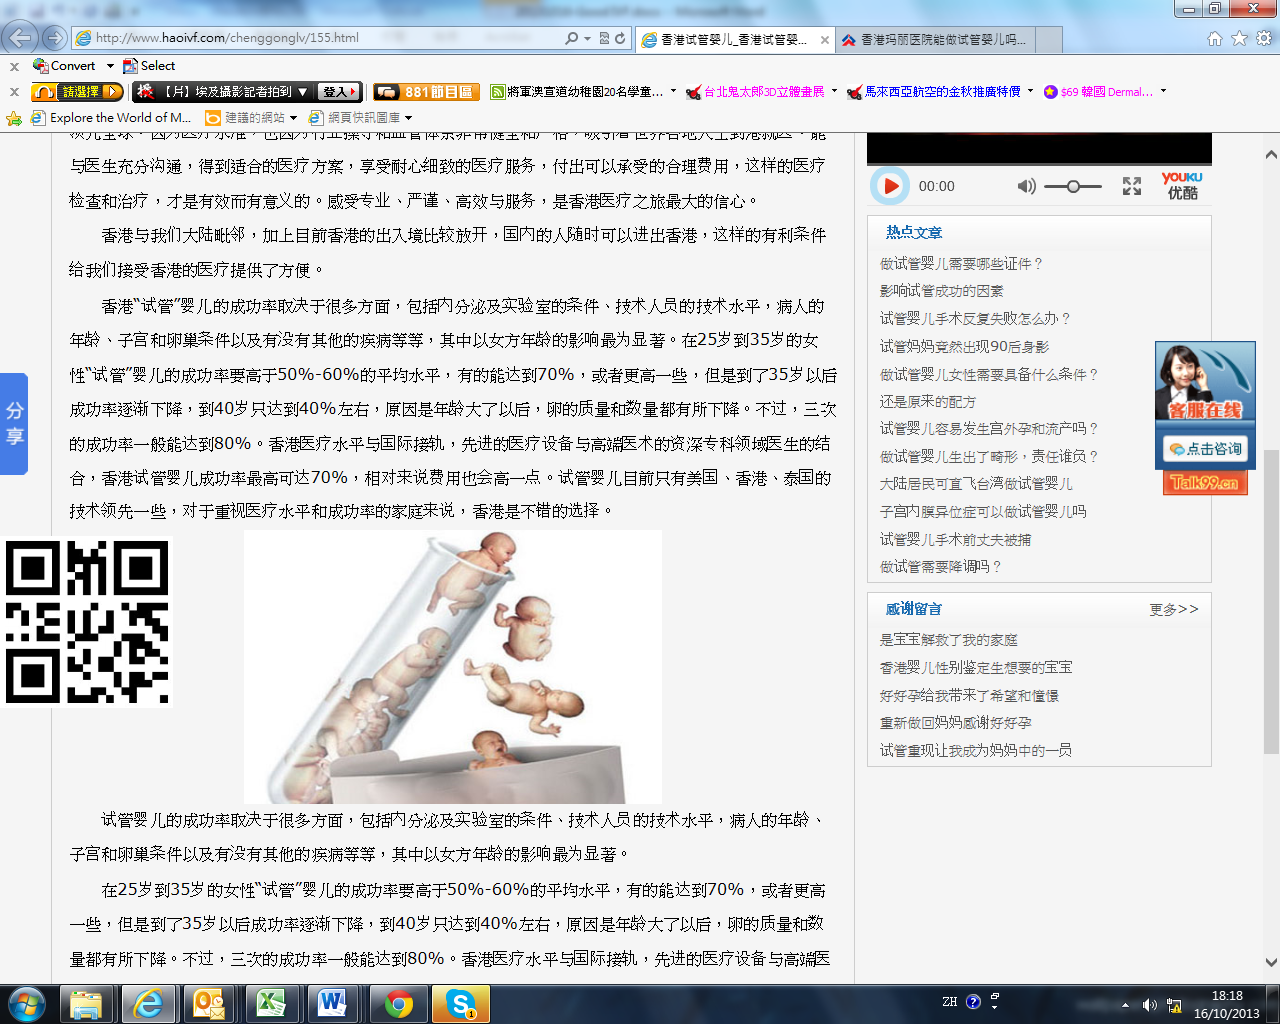 http://www.haoivf.com/chenggonglv/155.html
香港试管婴儿_香港试管婴...
香港玛丽医院能做试管婴儿吗...
Convert
Select
請選擇
【片】埃及攝影記者拍到
登入
881節目區
將軍澳宣道幼稚園20名學童...
台北鬼太郎3D立體畫展
馬來西亞航空的金秋推廣特價
$69 韓國 Dermal...
Explore the World of M...
建議的網站
網頁快訊圖庫
与医生充分沟通，得到适合的医疗方案，享受耐心细致的医疗服务，付出可以承受的合理费用，这样的医疗
检查和治疗，才是有效而有意义的。感受专业、严谨、高效与服务，是香港医疗之旅最大的信心。
香港与我们大陆毗邻，加上目前香港的出入境比较放开，国内的人随时可以进出香港，这样的有利条件
给我们接受香港的医疗提供了方便。
香港“试管”婴儿的成功率取决于很多方面，包括内分泌及实验室的条件、技术人员的技术水平，病人的
年龄、子宫和卵巢条件以及有没有其他的疾病等等，其中以女方年龄的影响最为显著。在25岁到35岁的女
性“试管”婴儿的成功率要高于50%-60%的平均水平，有的能达到70%，或者更高一些，但是到了35岁以后
成功率逐渐下降，到40岁只达到40%左右，原因是年龄大了以后，卵的质量和数量都有所下降。不过，三次
的成功率一般能达到80%。香港医疗水平与国际接轨，先进的医疗设备与高端医术的资深专科领域医生的结
合，香港试管婴儿成功率最高可达70%，相对来说费用也会高一点。试管婴儿目前只有美国、香港、泰国的
技术领先一些，对于重视医疗水平和成功率的家庭来说，香港是不错的选择。
试管婴儿的成功率取决于很多方面，包括内分泌及实验室的条件、技术人员的技术水平，病人的年龄、
子宫和卵巢条件以及有没有其他的疾病等等，其中以女方年龄的影响最为显著。
在25岁到35岁的女性“试管”婴儿的成功率要高于50%-60%的平均水平，有的能达到70%，或者更高
一些，但是到了35岁以后成功率逐渐下降，到40岁只达到40%左右，原因是年龄大了以后，卵的质量和数
量都有所下降。不过，三次的成功率一般能达到80%。香港医疗水平与国际接轨，先进的医疗设备与高端医
分享
00:00
YOUKU
优酷
热点文章
做试管婴儿需要哪些证件？
影响试管成功的因素
试管婴儿手术反复失败怎么办？
试管妈妈竟然出现90后身影
做试管婴儿女性需要具备什么条件？
还是原来的配方
试管婴儿容易发生宫外孕和流产吗？
做试管婴儿生出了畸形，责任谁负？
大陆居民可直飞台湾做试管婴儿
子宫内膜异位症可以做试管婴儿吗
试管婴儿手术前丈夫被捕
做试管需要降调吗？
感谢留言
更多>>
是宝宝解救了我的家庭
香港婴儿性别鉴定生想要的宝宝
好好孕给我带来了希望和憧憬
重新做回妈妈感谢好好孕
试管重现让我成为妈妈中的一员
客服在线
点击咨询
Talk99.cn
ZH
18:18
16/10/2013